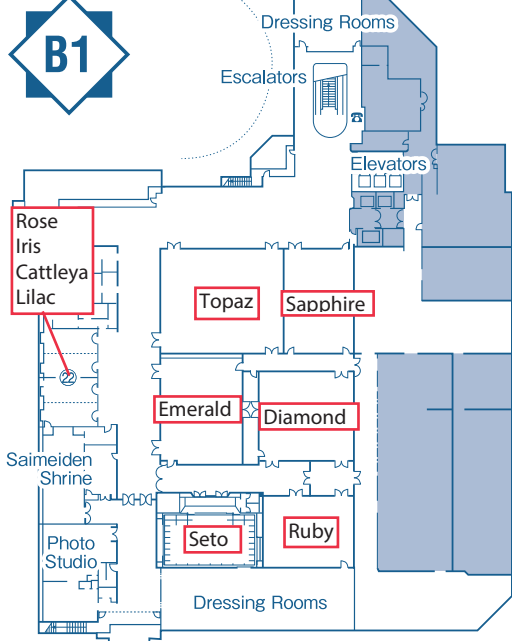 B1
Dressing Rooms
Escalators
Elevators
Rose
Iris
Cattleya
Lilac
Topaz
Sapphire
22
Emerald
Diamond
Saimeiden
Shrine
Seto
Ruby
Photo
Studio
Dressing Rooms